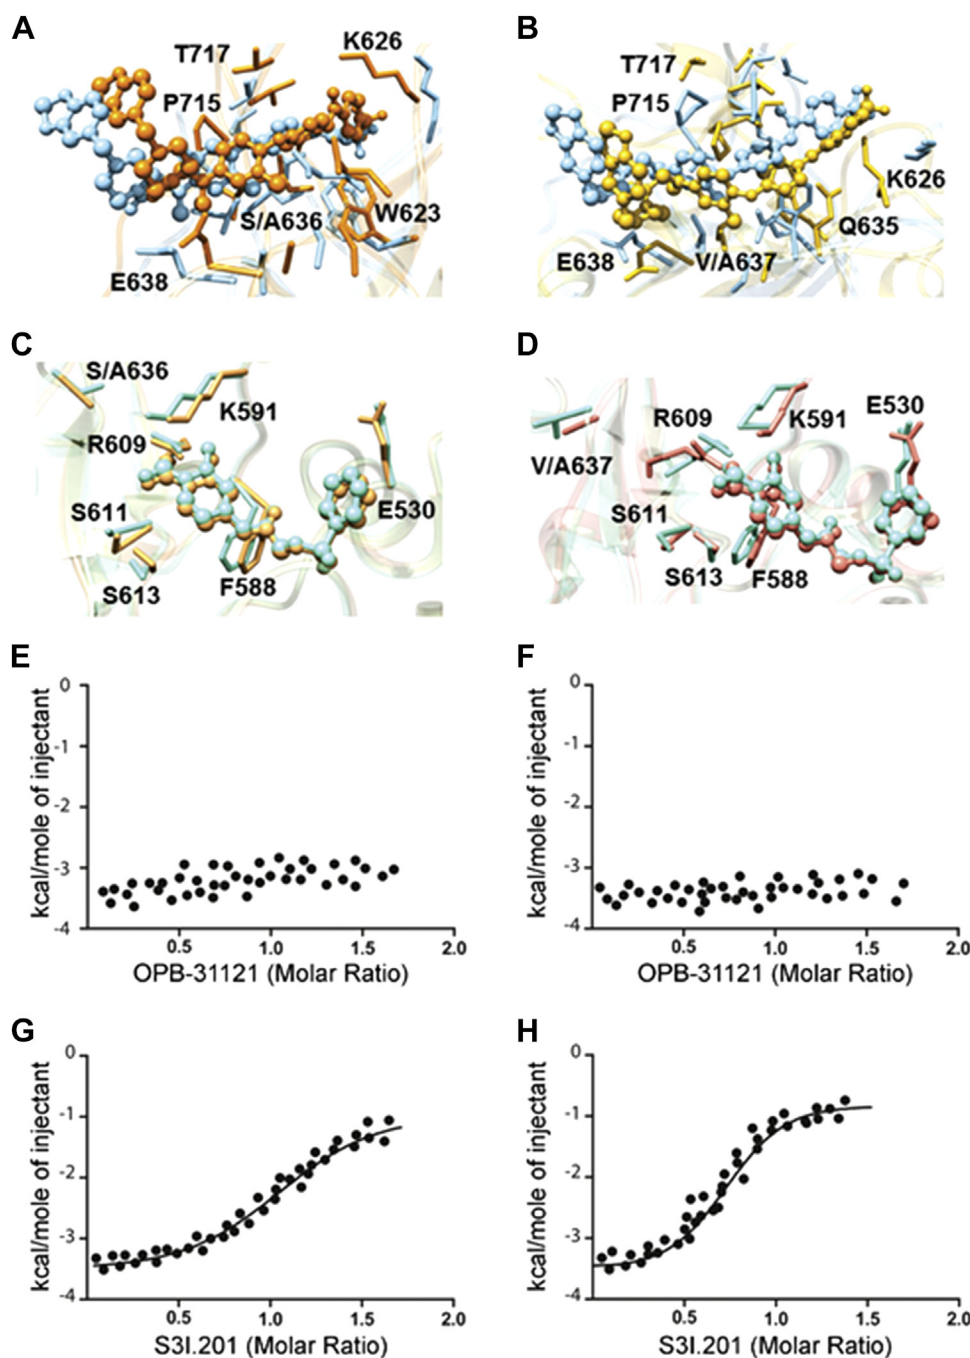 A
T717
K626
P715
S/A636
W623
E638
B
T717
P715
K626
Q635
E638
V/A637
C
S/A636
K591
R609
S611
E530
S613
F588
D
E530
R609
K591
V/A637
S611
S613
F588
E
kcal/mole of injectant
0
-1
-2
-3
-4
0.5
1.0
1.5
2.0
OPB-31121 (Molar Ratio)
F
kcal/mole of injectant
0
-1
-2
-3
-4
0.5
1.0
1.5
2.0
OPB-31121 (Molar Ratio)
G
kcal/mole of injectant
0
-1
-2
-3
-4
0.5
1.0
1.5
2.0
S3I.201 (Molar Ratio)
H
kcal/mole of injectant
0
-1
-2
-3
-4
0.5
1.0
1.5
2.0
S3I.201 (Molar Ratio)